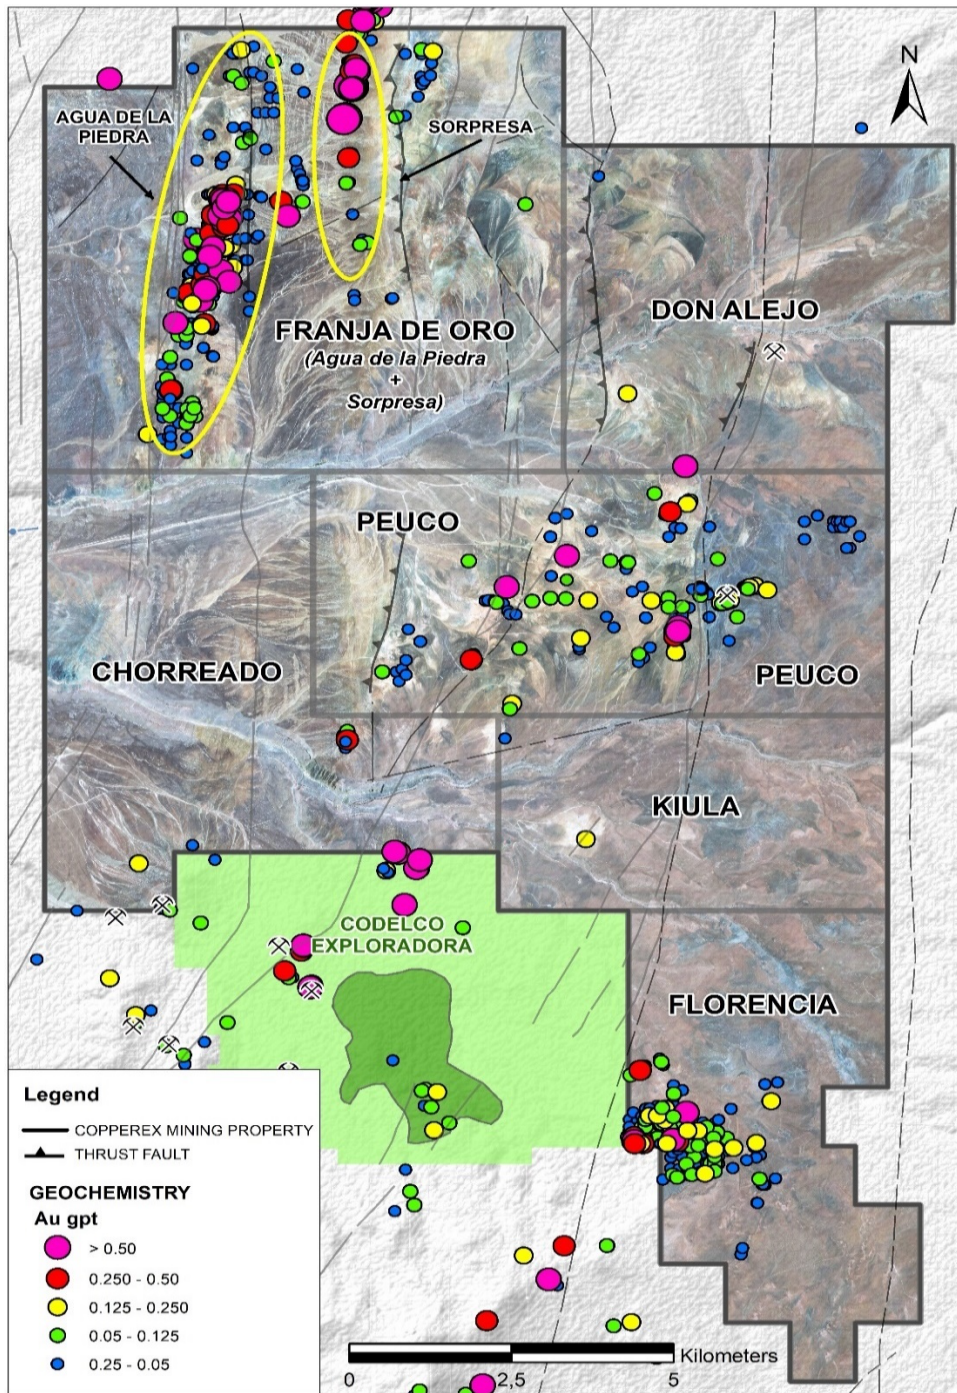 N
AGUA DE LA
PIEDRA
SORPRESA
FRANJA DE ORO
(Agua de la Piedra
+
Sorpresa)
DON ALEJO
PEUCO
CHORREADO
PEUCO
KIULA
CODELCO
EXPLORADORA
FLORENCIA
Legend
COPPEREX MINING PROPERTY
THRUST FAULT
GEOCHEMISTRY
Au gpt
> 0.50
0.250 - 0.50
0.125 - 0.250
0.05 - 0.125
0.25 - 0.05
Kilometers
0 2,5 5